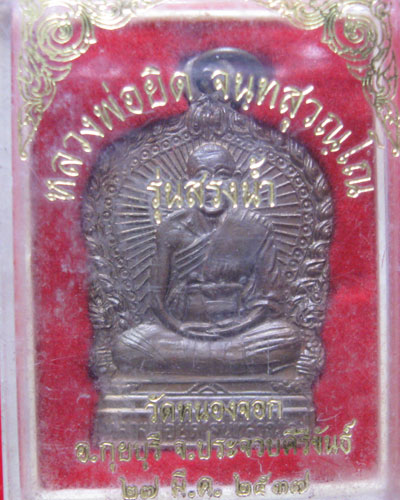 หลวงพ่อยิด จนฺทสุวณฺโณ
รุ่นสรงน้ำ
วัดหนองจอก
อ.กุยบุรี จ.ประจวบคีรีขันธ์
๒๗ มี.ค. ๒๕๓๗